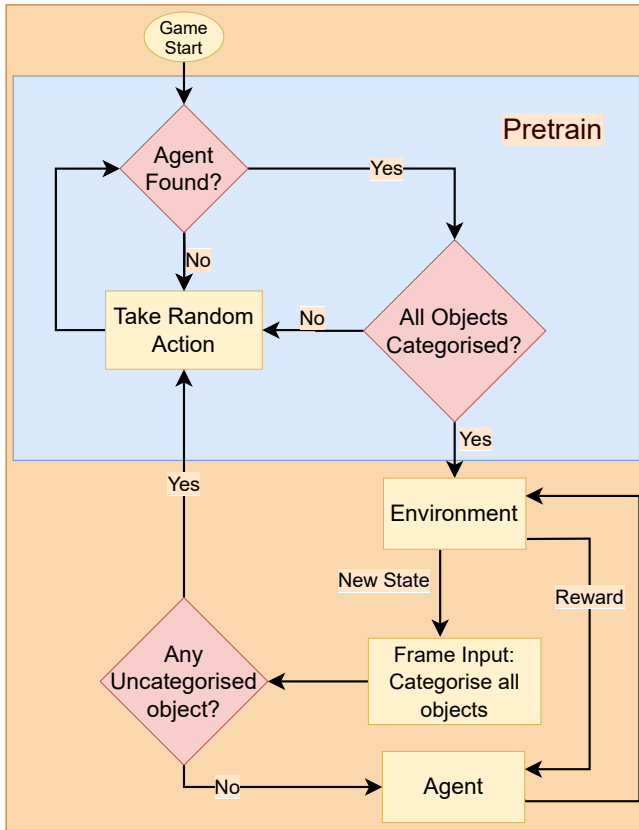 Game
Start
Pretrain
Agent
Found?
Yes
No
Take Random
Action
No
All Objects
Categorised?
Yes
Yes
Environment
New State
Reward
Any
Uncategorised
object?
Frame Input:
Categorise all
objects
No
Agent